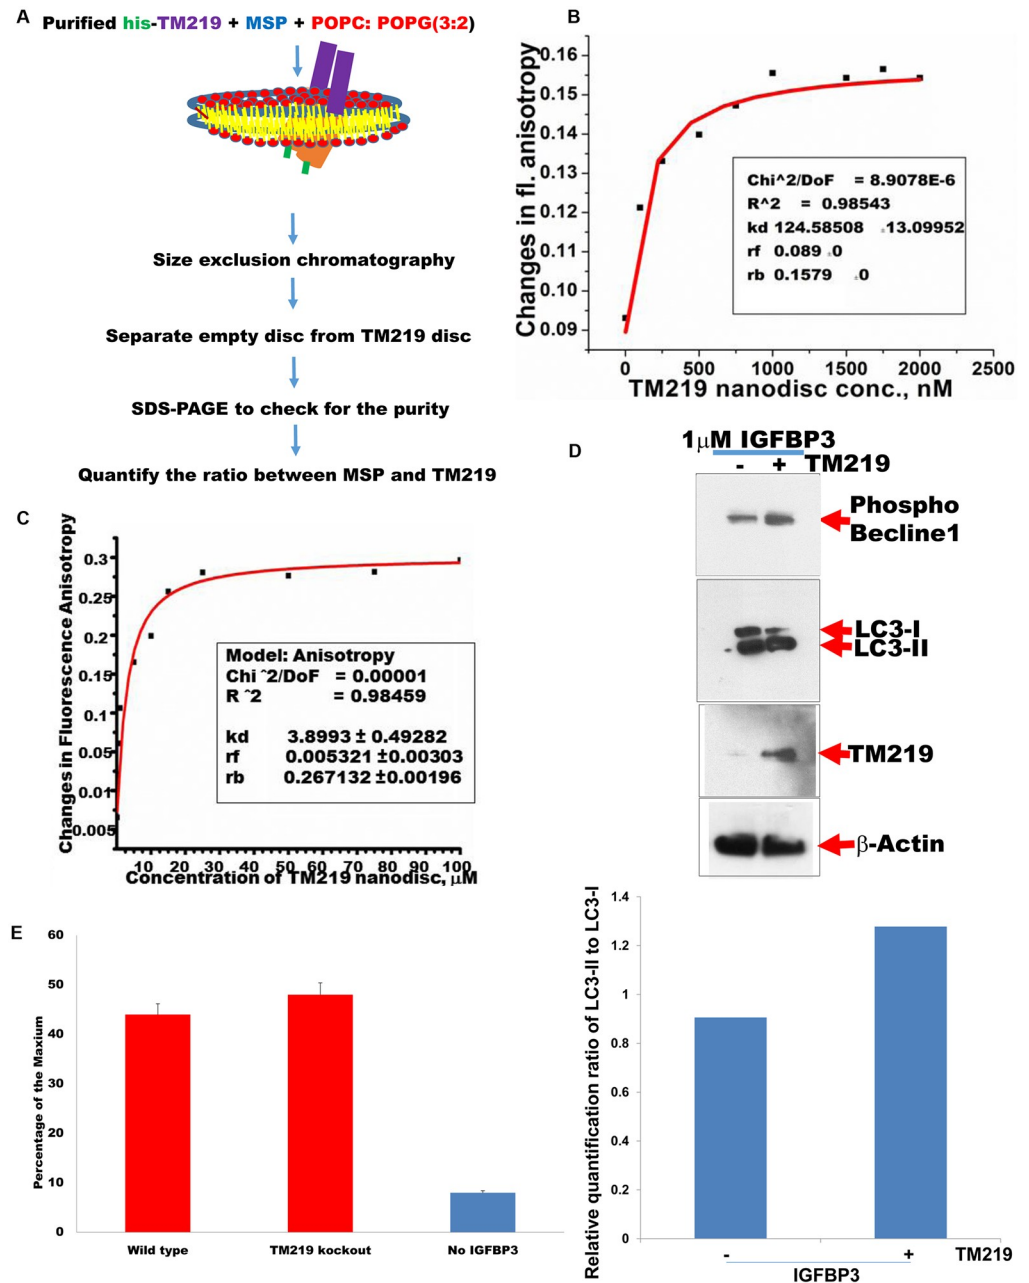 A
Purified his-TM219 + MSP + POPC: POPG(3:2)
Size exclusion chromatography
Separate empty disc from TM219 disc
SDS-PAGE to check for the purity
Quantify the ratio between MSP and TM219
B
Changes in fl. anisotropy
0.16
0.15
0.14
0.13
0.12
0.11
0.10
0.09
Chi^2/DoF = 8.9078E-6
R^2 = 0.98543
kd 124.58508 ±13.09952
rf 0.089 ±0
rb 0.1579 ±0
0 500 1000 1500 2000 2500
TM219 nanodisc conc., nM
C
Changes in Fluorescence Anisotropy
0.3
0.25
0.2
0.15
0.1
0.05
0.01
0.005
Model: Anisotropy
Chi^2/DoF = 0.00001
R^2 = 0.98459
kd 3.8993 ± 0.49282
rf 0.005321 ±0.00303
rb 0.267132 ±0.00196
10 20 30 40 50 60 70 80 90 100
Concentration of TM219 nanodisc, μM
D
1μM IGFBP3
- + TM219
Phospho
Becline1
LC3-I
LC3-II
TM219
β-Actin
Relative quantification ratio of LC3-II to LC3-I
1.4
1.2
1
0.8
0.6
0.4
0.2
0
- + TM219
IGFBP3
E
Percentage of the Maxium
60
50
40
30
20
10
0
Wild type TM219 kockout No IGFBP3